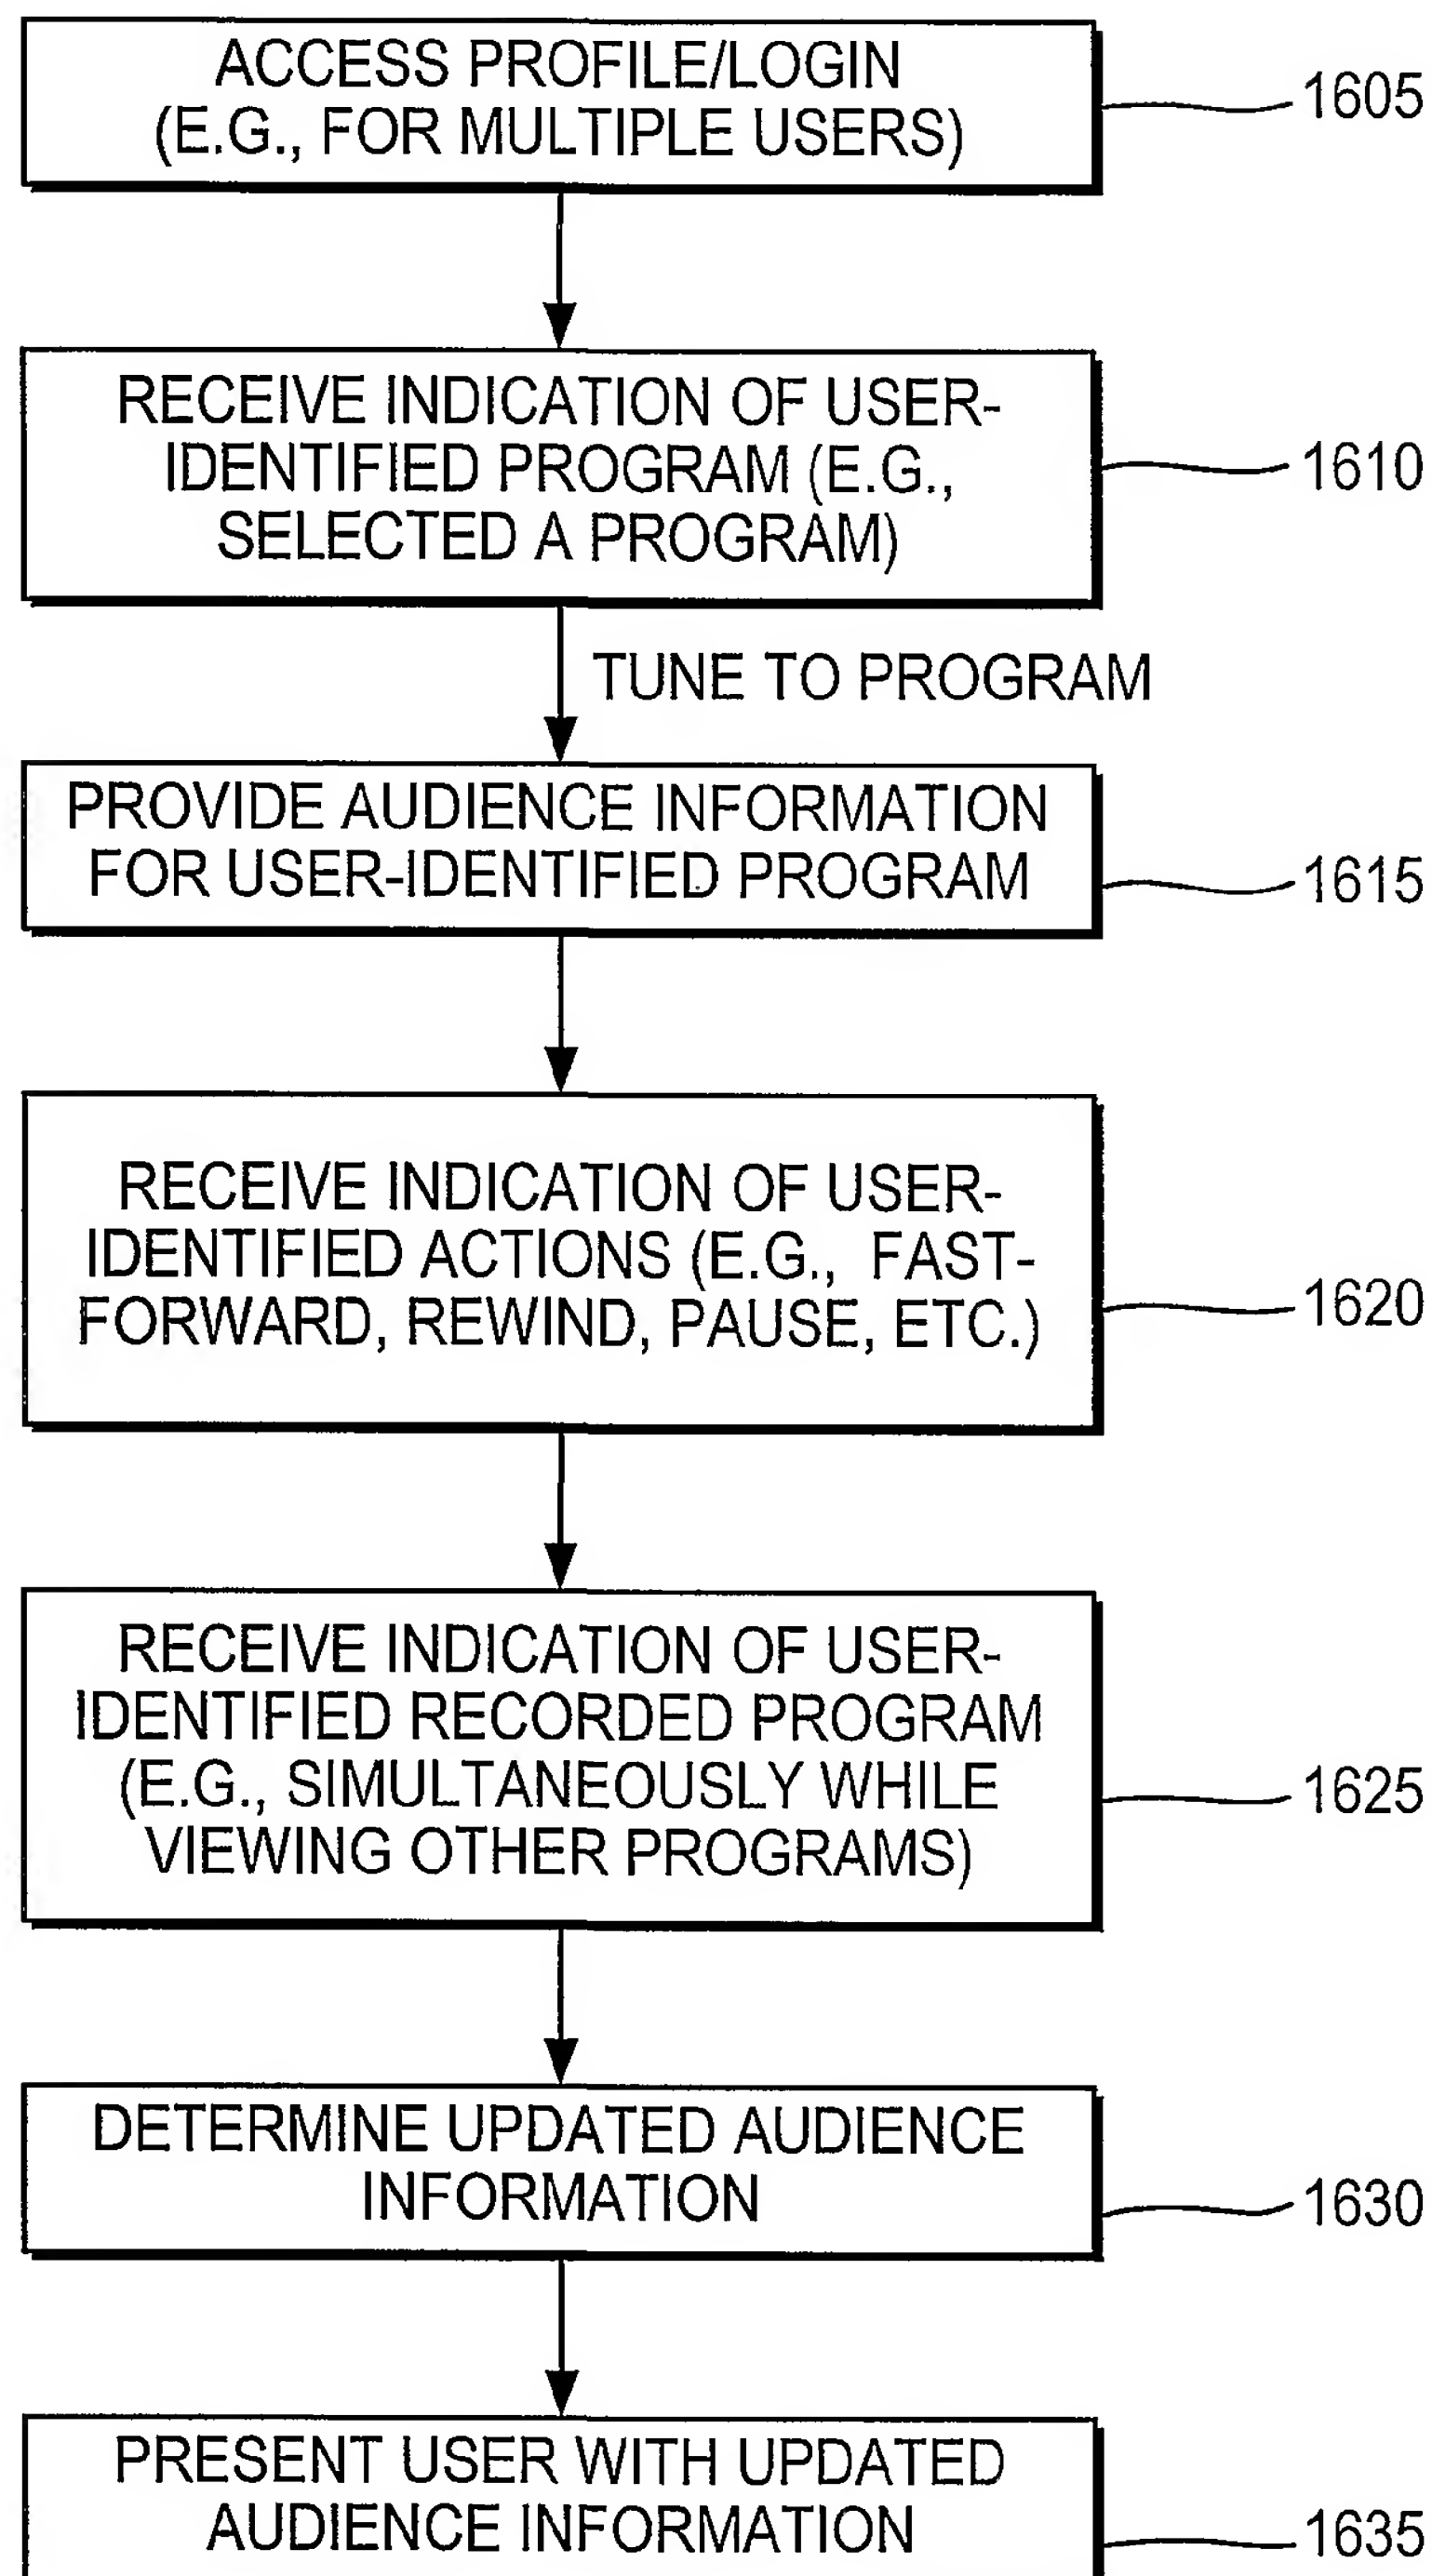 ACCESS PROFILE/LOGIN
(E.G., FOR MULTIPLE USERS)
1605
RECEIVE INDICATION OF USER-
IDENTIFIED PROGRAM (E.G.,
SELECTED A PROGRAM)
1610
TUNE TO PROGRAM
PROVIDE AUDIENCE INFORMATION
FOR USER-IDENTIFIED PROGRAM
1615
RECEIVE INDICATION OF USER-
IDENTIFIED ACTIONS (E.G., FAST-
FORWARD, REWIND, PAUSE, ETC.)
1620
RECEIVE INDICATION OF USER-
IDENTIFIED RECORDED PROGRAM
(E.G., SIMULTANEOUSLY WHILE
VIEWING OTHER PROGRAMS)
1625
DETERMINE UPDATED AUDIENCE
INFORMATION
1630
PRESENT USER WITH UPDATED
AUDIENCE INFORMATION
1635